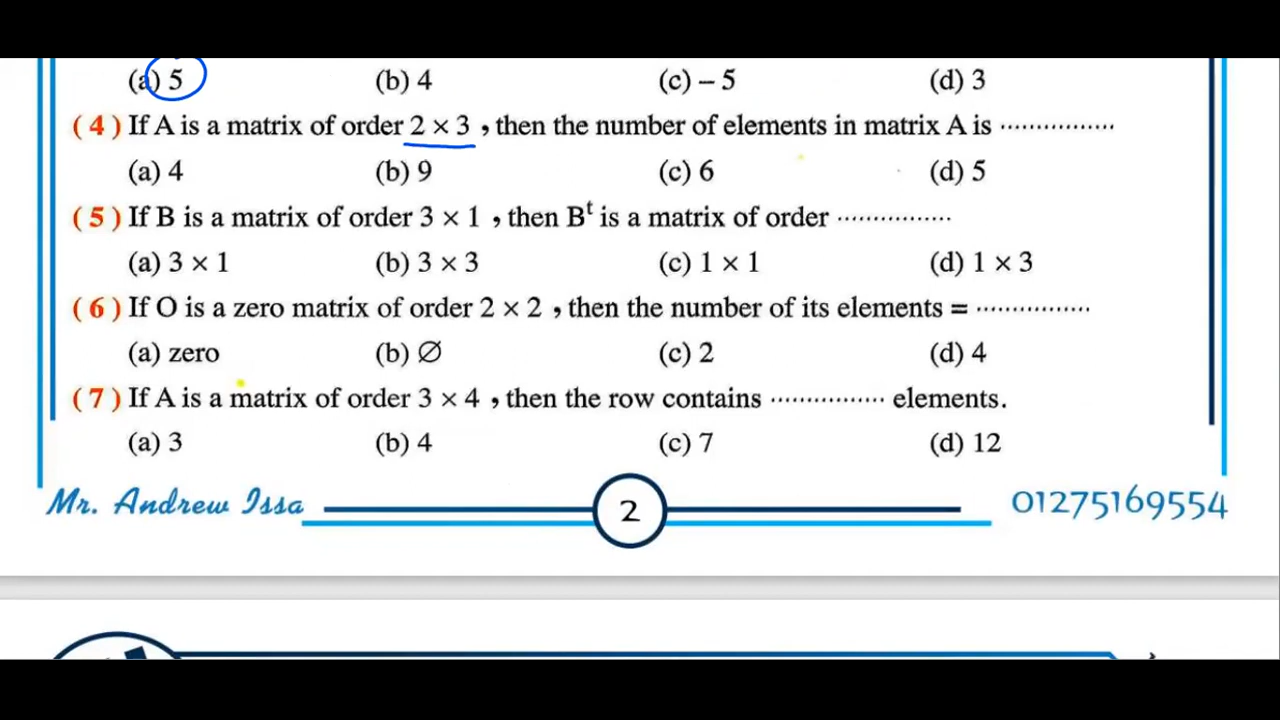 (a) 5 (b) 4 (c) – 5 (d) 3
( 4 ) If A is a matrix of order 2 × 3 , then the number of elements in matrix A is ................
(a) 4 (b) 9 (c) 6 (d) 5
( 5 ) If B is a matrix of order 3 × 1 , then Bᵗ is a matrix of order ................
(a) 3 × 1 (b) 3 × 3 (c) 1 × 1 (d) 1 × 3
( 6 ) If O is a zero matrix of order 2 × 2 , then the number of its elements = ................
(a) zero (b) ∅ (c) 2 (d) 4
( 7 ) If A is a matrix of order 3 × 4 , then the row contains ................ elements.
(a) 3 (b) 4 (c) 7 (d) 12
Mr. Andrew Issa 2 01275169554